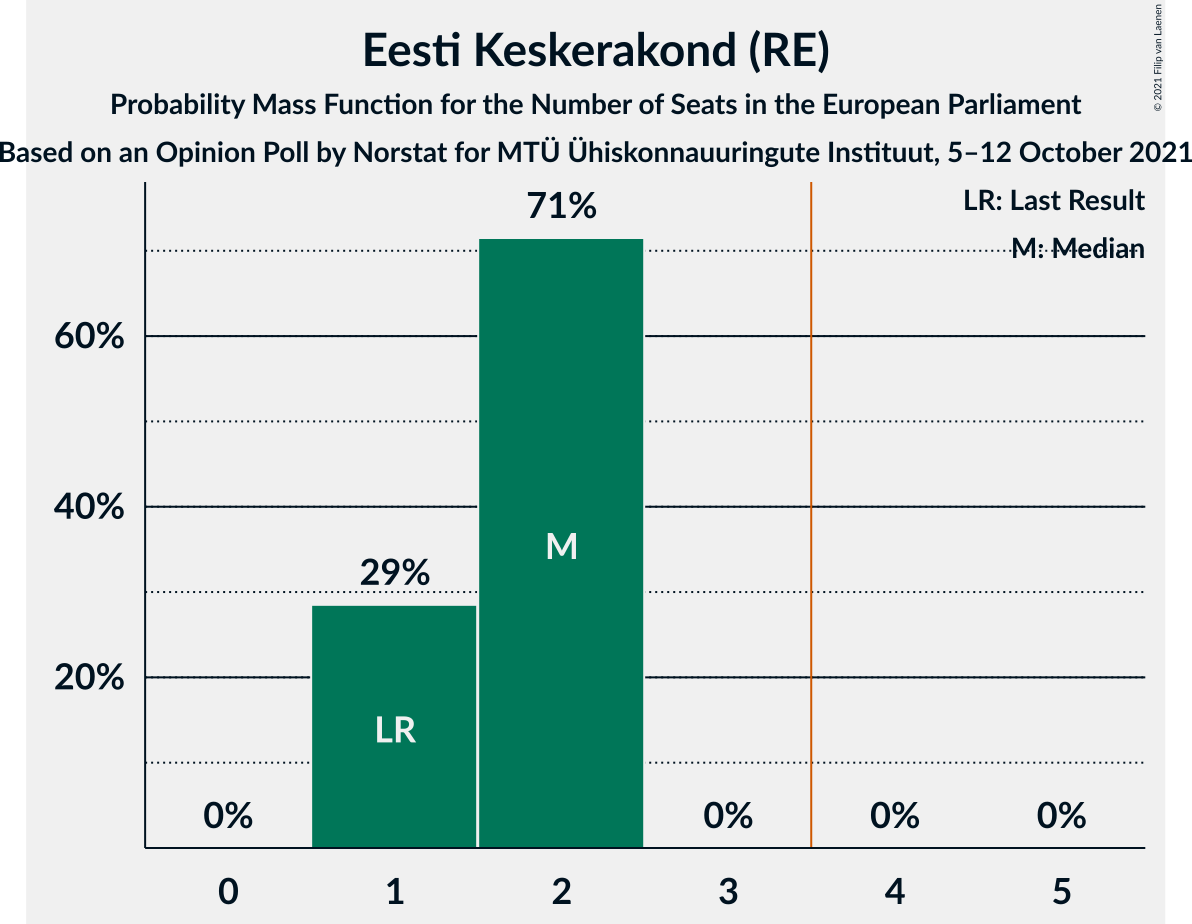 Eesti Keskerakond (RE)
Probability Mass Function for the Number of Seats in the European Parliament
Based on an Opinion Poll by Norstat for MTÜ Ühiskonnauuringute Instituut, 5–12 October 2021
© 2021 Filip van Laenen
LR: Last Result
M: Median
71%
60%
40%
M
29%
20%
LR
0% 0% 0% 0%
0 1 2 3 4 5